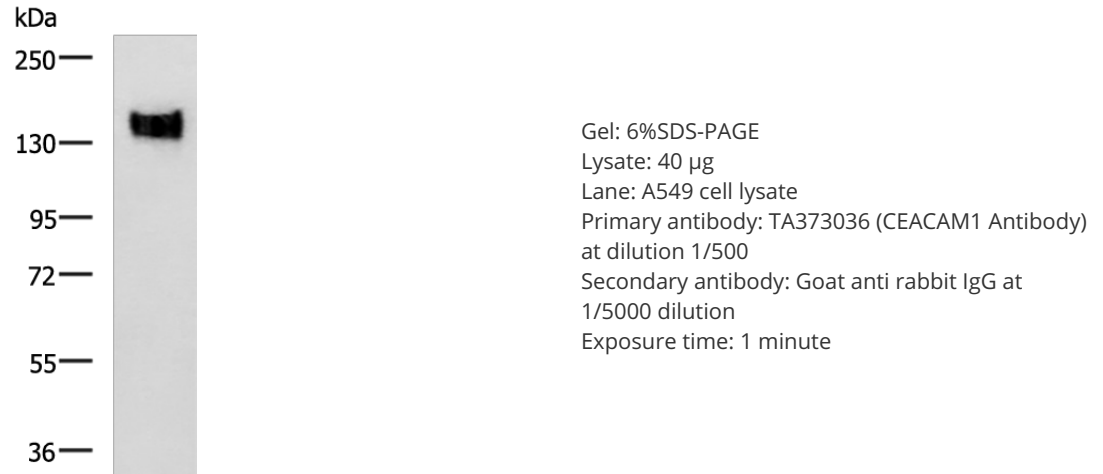 kDa
250
130
95
72
55
36
Gel: 6%SDS-PAGE
Lysate: 40 µg
Lane: A549 cell lysate
Primary antibody: TA373036 (CEACAM1 Antibody)
at dilution 1/500
Secondary antibody: Goat anti rabbit IgG at
1/5000 dilution
Exposure time: 1 minute